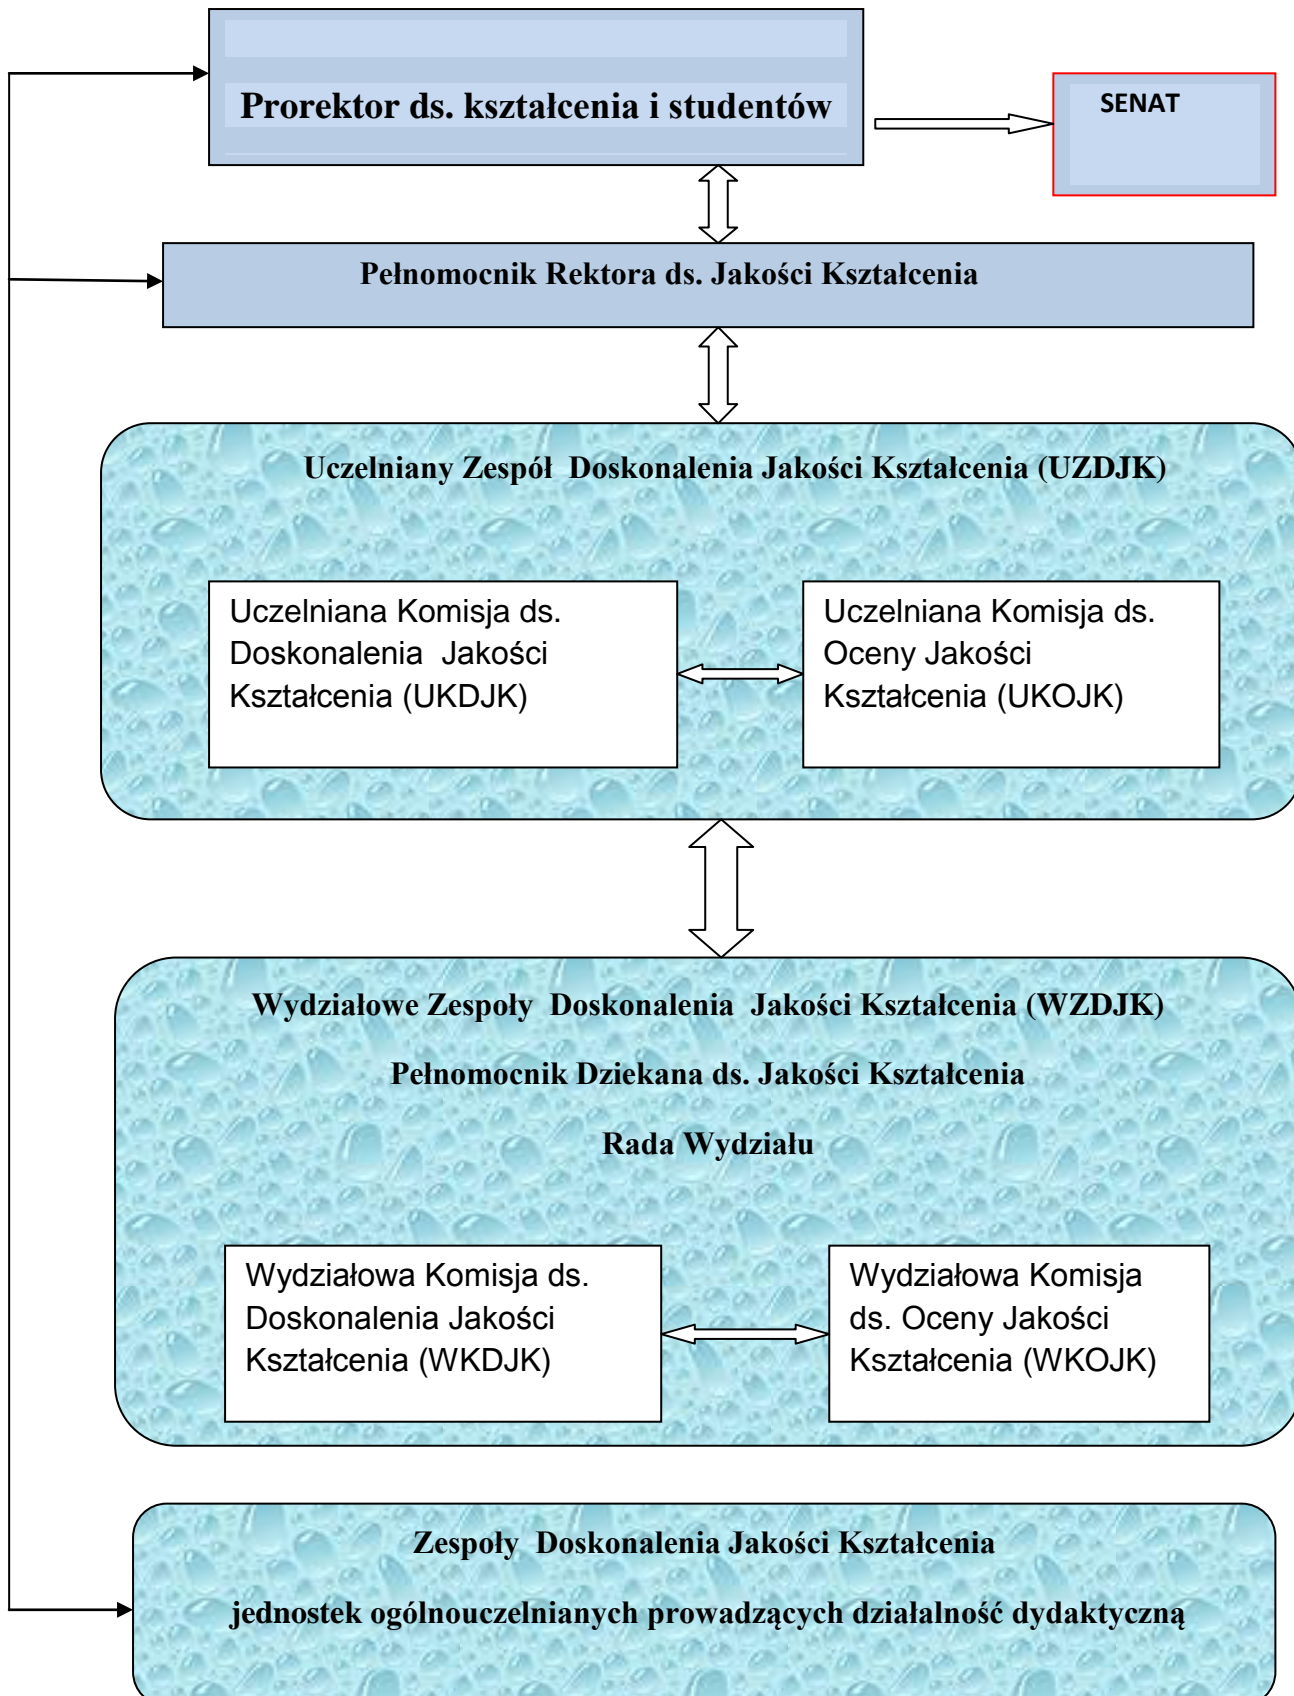 Prorektor ds. kształcenia i studentów
SENAT
Pełnomocnik Rektora ds. Jakości Kształcenia
Uczelniany Zespół Doskonalenia Jakości Kształcenia (UZDJK)
Uczelniana Komisja ds.
Doskonalenia Jakości
Kształcenia (UKDJK)
Uczelniana Komisja ds.
Oceny Jakości
Kształcenia (UKOJK)
Wydziałowe Zespoły Doskonalenia Jakości Kształcenia (WZDJK)
Pełnomocnik Dziekana ds. Jakości Kształcenia
Rada Wydziału
Wydziałowa Komisja ds.
Doskonalenia Jakości
Kształcenia (WKDJK)
Wydziałowa Komisja
ds. Oceny Jakości
Kształcenia (WKOJK)
Zespoły Doskonalenia Jakości Kształcenia
jednostek ogólnouczelnianych prowadzących działalność dydaktyczną